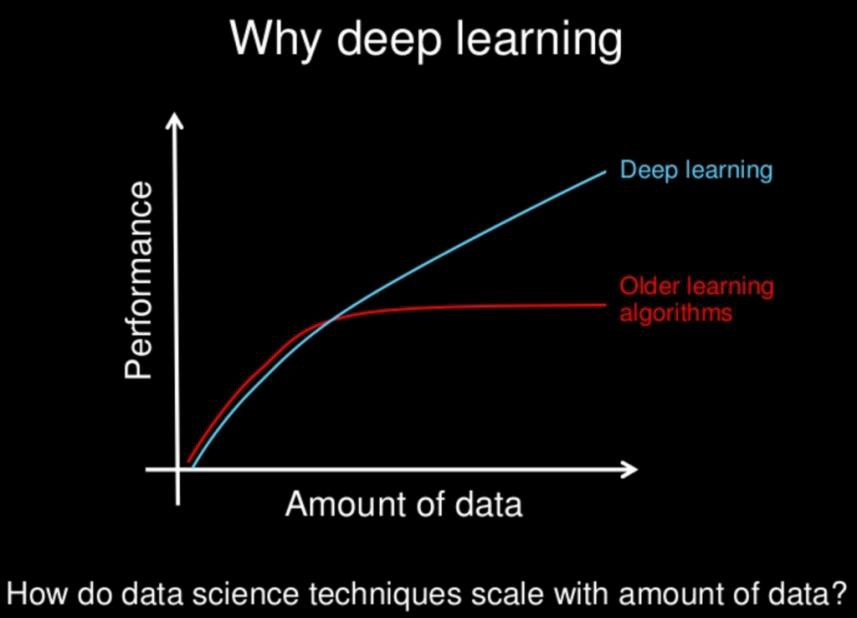 Why deep learning
Performance
Deep learning
Older learning
algorithms
Amount of data
How do data science techniques scale with amount of data?